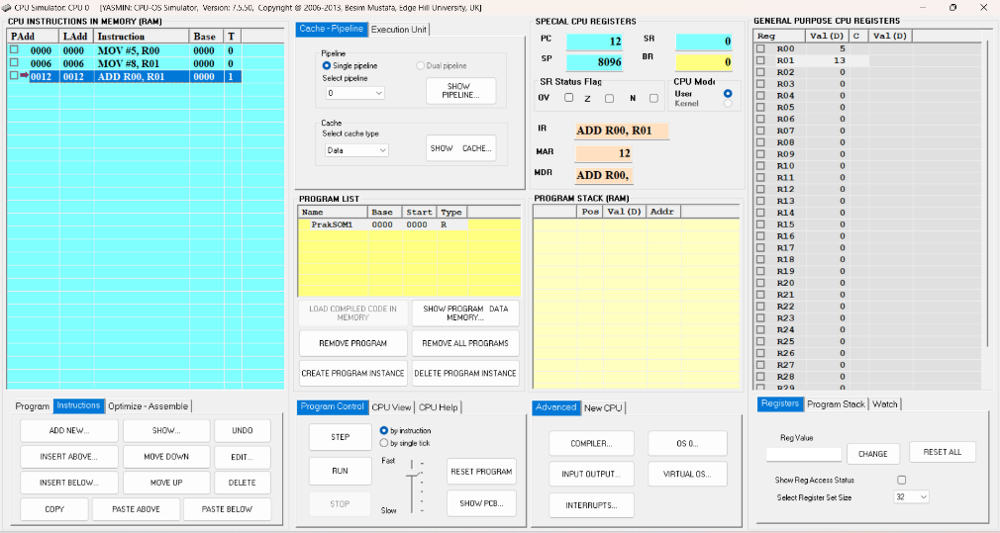 CPU Simulator: CPU 0 [YASMIN: CPU-OS Simulator, Version: 7.5.50, Copyright @ 2006-2013, Besim Mustafa, Edge Hill University, UK]
CPU INSTRUCTIONS IN MEMORY (RAM)
PAdd LAdd Instruction Base T
0000 0000 MOV #5, R00 0000 0
0006 0006 MOV #8, R01 0000 0
0012 0012 ADD R00, R01 0000 1
Program Instructions Optimize - Assemble
ADD NEW... SHOW... UNDO
INSERT ABOVE... MOVE DOWN EDIT...
INSERT BELOW... MOVE UP DELETE
COPY PASTE ABOVE PASTE BELOW
Cache - Pipeline Execution Unit
Pipeline
Single pipeline Dual pipeline
Select pipeline
0
SHOW PIPELINE...
Cache
Select cache type
Data
SHOW CACHE...
PROGRAM LIST
Name Base Start Type
PrakSOM1 0000 0000 R
LOAD COMPILED CODE IN MEMORY
SHOW PROGRAM DATA MEMORY...
REMOVE PROGRAM REMOVE ALL PROGRAMS
CREATE PROGRAM INSTANCE DELETE PROGRAM INSTANCE
Program Control CPU View CPU Help
STEP
by instruction
by single tick
RUN
Fast
RESET PROGRAM
STOP
Slow
SHOW PCB...
SPECIAL CPU REGISTERS
PC 12 SR 0
SP 8096 BR 0
SR Status Flag
OV Z N
CPU Mode
User
Kernel
IR ADD R00, R01
MAR 12
MDR ADD R00,
PROGRAM STACK (RAM)
Pos Val (D) Addr
Advanced New CPU
COMPILER... OS 0...
INPUT OUTPUT... VIRTUAL OS...
INTERRUPTS...
GENERAL PURPOSE CPU REGISTERS
Reg Val (D) C Val (D)
R00 5
R01 13
R02 0
R03 0
R04 0
R05 0
R06 0
R07 0
R08 0
R09 0
R10 0
R11 0
R12 0
R13 0
R14 0
R15 0
R16 0
R17 0
R18 0
R19 0
R20 0
R21 0
R22 0
R23 0
R24 0
R25 0
R26 0
R27 0
R28 0
R29 0
Registers Program Stack Watch
Reg Value
CHANGE RESET ALL
Show Reg Access Status
Select Register Set Size 32